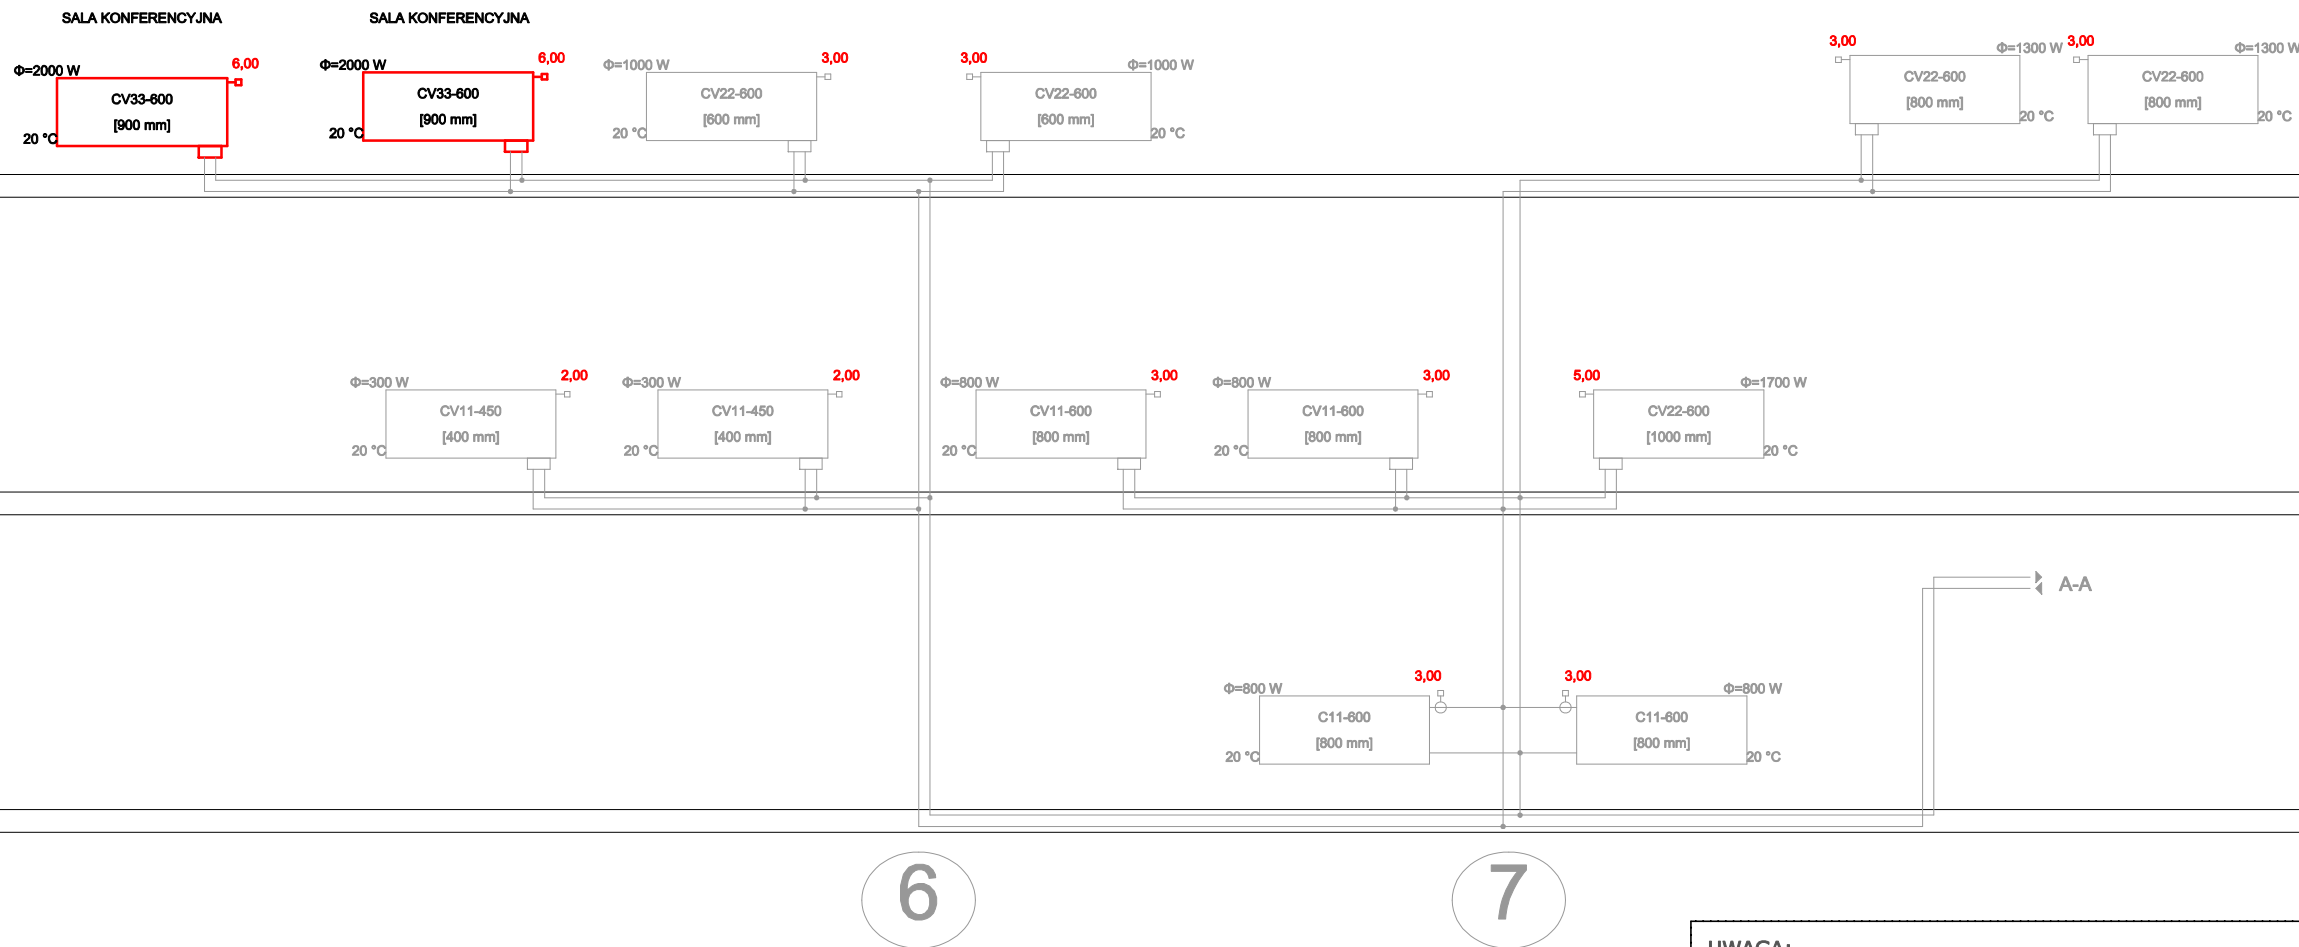 SALA KONFERENCYJNA
SALA KONFERENCYJNA
Φ=2000 W
6,00
CV33-600
[900 mm]
20 °C
Φ=2000 W
6,00
CV33-600
[900 mm]
20 °C
Φ=1000 W
3,00
CV22-600
[600 mm]
20 °C
3,00
Φ=1000 W
CV22-600
[600 mm]
20 °C
3,00
Φ=1300 W
CV22-600
[800 mm]
20 °C
3,00
Φ=1300 W
CV22-600
[800 mm]
20 °C
Φ=300 W
2,00
CV11-450
[400 mm]
20 °C
Φ=300 W
2,00
CV11-450
[400 mm]
20 °C
Φ=800 W
3,00
CV11-600
[800 mm]
20 °C
Φ=800 W
3,00
CV11-600
[800 mm]
20 °C
5,00
Φ=1700 W
CV22-600
[1000 mm]
20 °C
A-A
Φ=800 W
3,00
C11-600
[800 mm]
20 °C
3,00
Φ=800 W
C11-600
[800 mm]
20 °C
6
7
UWAGA: